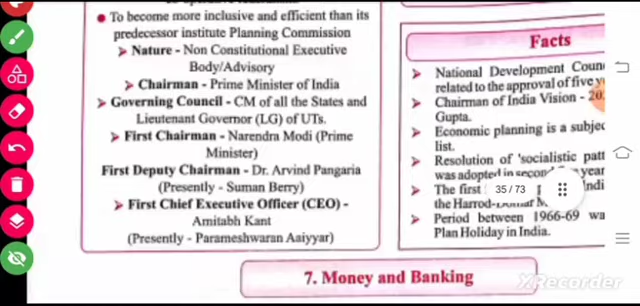 To become more inclusive and efficient than its
predecessor institute Planning Commission
Nature - Non Constitutional Executive
Body/Advisory
Chairman - Prime Minister of India
Governing Council - CM of all the States and
Lieutenant Governor (LG) of UTs.
First Chairman - Narendra Modi (Prime
Minister)
First Deputy Chairman - Dr. Arvind Pangaria
(Presently - Suman Berry)
First Chief Executive Officer (CEO) -
Amitabh Kant
(Presently - Parameshwaran Aaiyyar)
Facts
National Development
related to the approval of five
Chairman of India Vision -
Gupta.
Economic planning is a
list.
Resolution of 'socialistic
was adopted in
The first
the
Period between 1966-69
Plan Holiday in India.
35 / 73
7. Money and Banking
XRecorder